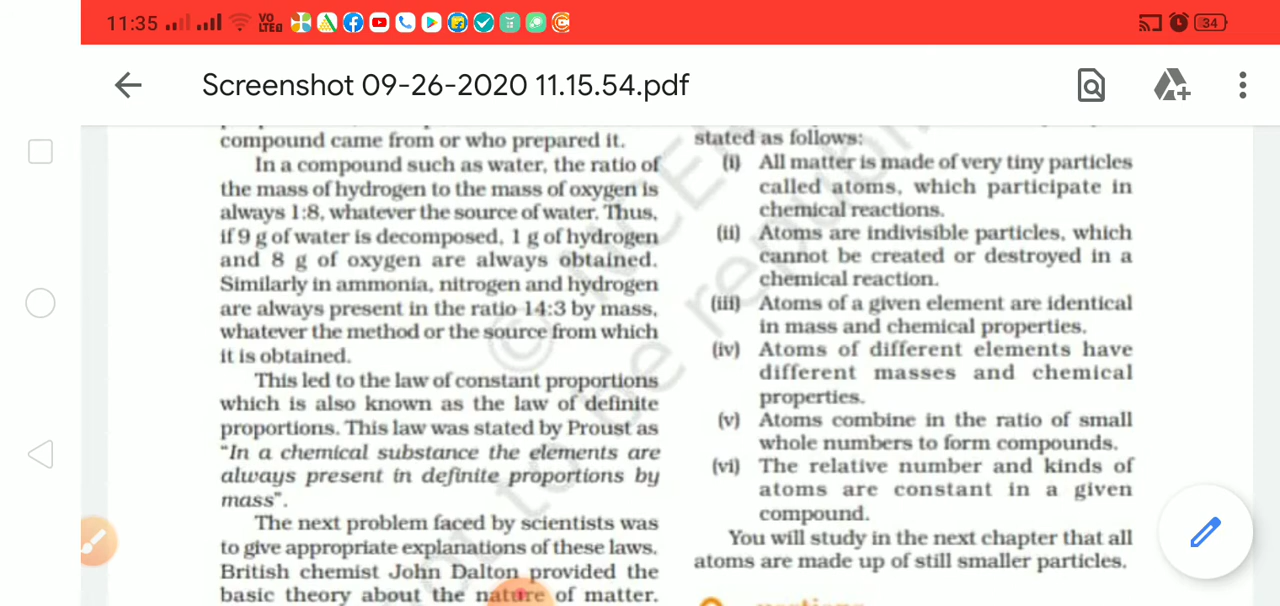 11:35
VO
LTE
34
Screenshot 09-26-2020 11.15.54.pdf
compound came from or who prepared it.
In a compound such as water, the ratio of
the mass of hydrogen to the mass of oxygen is
always 1:8, whatever the source of water. Thus,
if 9 g of water is decomposed, 1 g of hydrogen
and 8 g of oxygen are always obtained.
Similarly in ammonia, nitrogen and hydrogen
are always present in the ratio 14:3 by mass,
whatever the method or the source from which
it is obtained.
This led to the law of constant proportions
which is also known as the law of definite
proportions. This law was stated by Proust as
"In a chemical substance the elements are
always present in definite proportions by
mass".
The next problem faced by scientists was
to give appropriate explanations of these laws.
British chemist John Dalton provided the
basic theory about the nature of matter.
stated as follows:
(i) All matter is made of very tiny particles
called atoms, which participate in
chemical reactions.
(ii) Atoms are indivisible particles, which
cannot be created or destroyed in a
chemical reaction.
(iii) Atoms of a given element are identical
in mass and chemical properties.
(iv) Atoms of different elements have
different masses and chemical
properties.
(v) Atoms combine in the ratio of small
whole numbers to form compounds.
(vi) The relative number and kinds of
atoms are constant in a given
compound.
You will study in the next chapter that all
atoms are made up of still smaller particles.